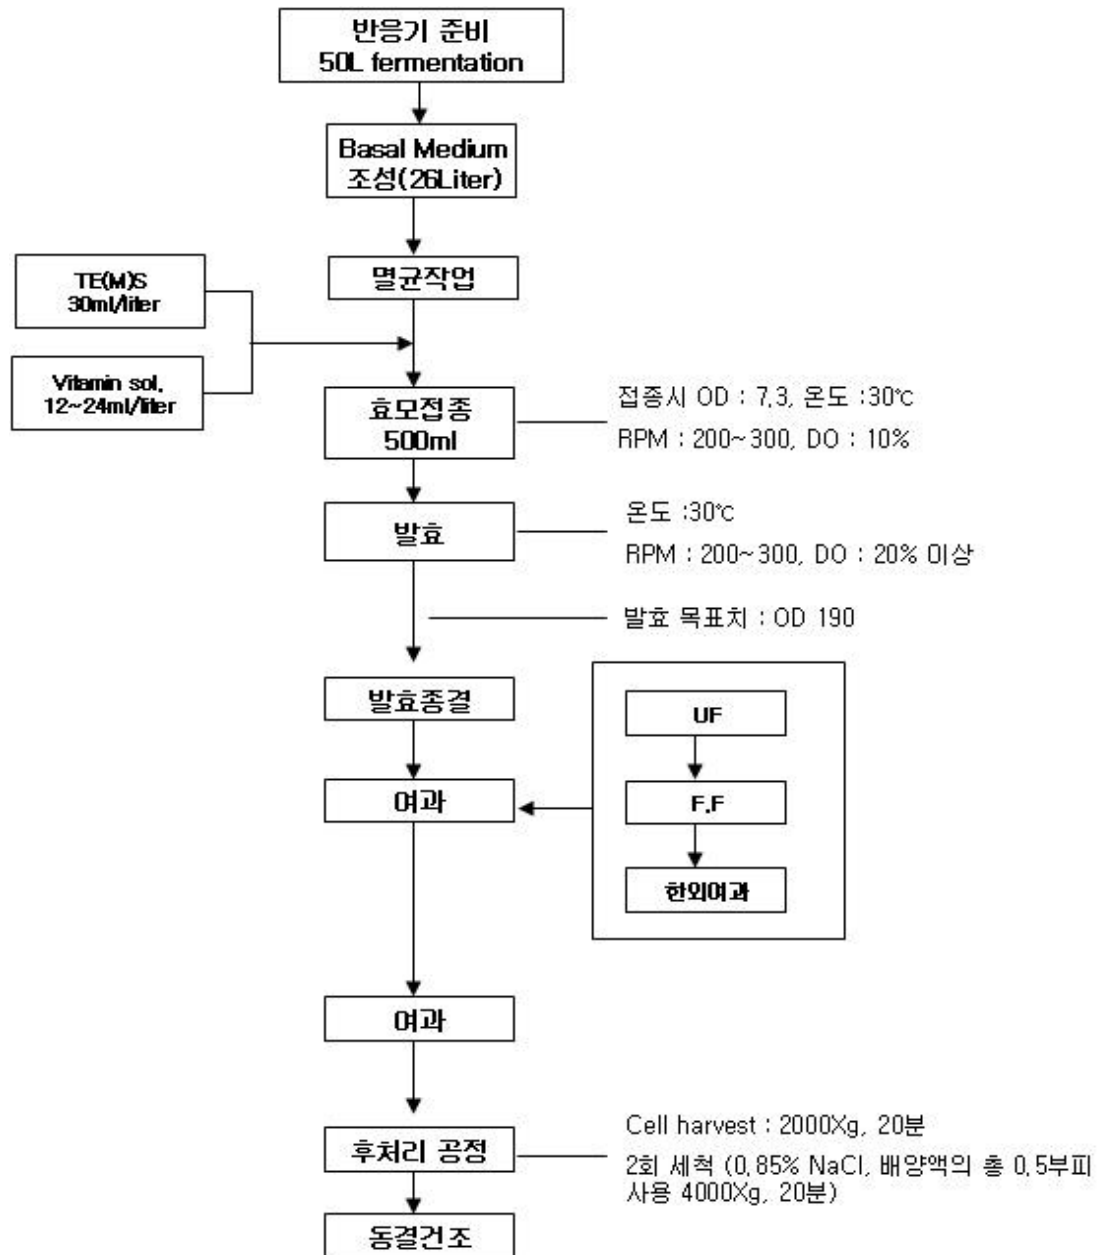 반응기 준비
50L fermentation
Basal Medium
조성(26Liter)
멸균작업
TE(M)S
30ml/liter
Vitamin sol.
12~24ml/liter
효모접종
500ml
접종시 OD : 7.3, 온도 :30℃
RPM : 200~300, DO : 10%
발효
온도 :30℃
RPM : 200~300, DO : 20% 이상
발효 목표치 : OD 190
발효종결
여과
UF
F.F
한외여과
여과
후처리 공정
Cell harvest : 2000Xg, 20분
2회 세척 (0.85% NaCl, 배양액의 총 0.5부피
사용 4000Xg, 20분)
동결건조